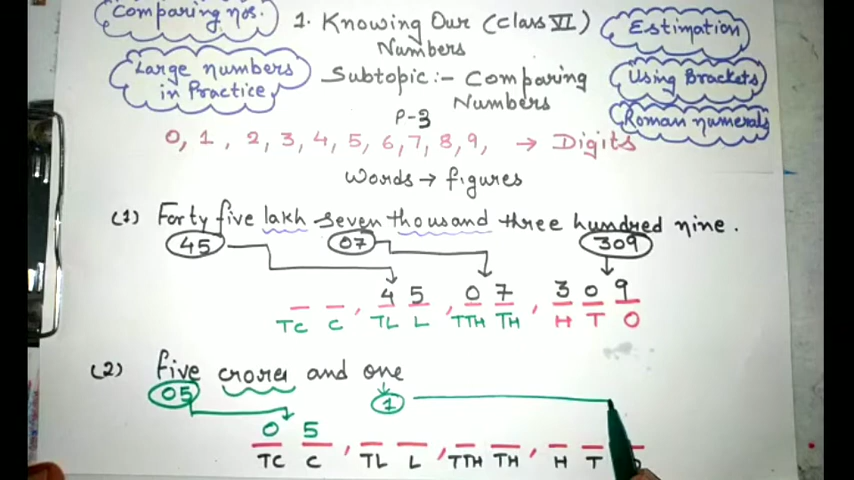 Comparing nos.
1. Knowing Our (Class VI)
Numbers
Estimation
Large numbers
in Practice
Subtopic:- Comparing
Numbers
Using Brackets
P-3
Roman numerals
0, 1, 2, 3, 4, 5, 6, 7, 8, 9, → Digits
Words → figures
(1) Forty five lakh seven thousand three hundred nine.
45 07 309
_ _, 4 5, 0 7, 3 0 9
TC C TL L TTH TH H T O
(2) five crores and one
05 1
0 5, _ _, _ _, _ _
TC C TL L TTH TH H T